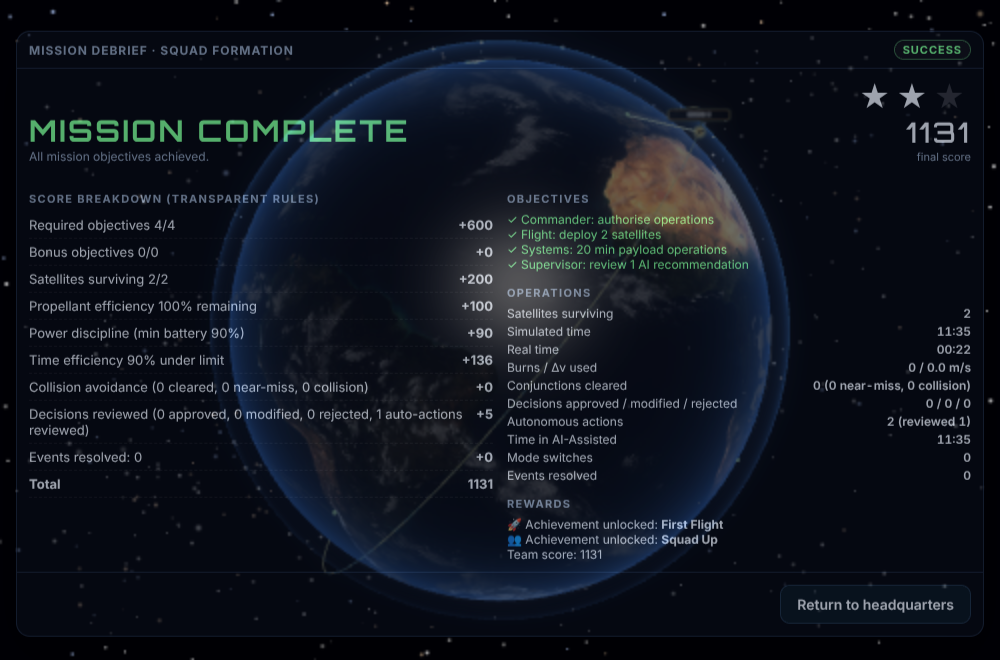 MISSION DEBRIEF · SQUAD FORMATION
SUCCESS
★ ★ ★
MISSION COMPLETE
1131
All mission objectives achieved.
final score
SCORE BREAKDOWN (TRANSPARENT RULES)
Required objectives 4/4 +600
Bonus objectives 0/0 +0
Satellites surviving 2/2 +200
Propellant efficiency 100% remaining +100
Power discipline (min battery 90%) +90
Time efficiency 90% under limit +136
Collision avoidance (0 cleared, 0 near-miss, 0 collision) +0
Decisions reviewed (0 approved, 0 modified, 0 rejected, 1 auto-actions +5
reviewed)
Events resolved: 0 +0
Total 1131
OBJECTIVES
✓ Commander: authorise operations
✓ Flight: deploy 2 satellites
✓ Systems: 20 min payload operations
✓ Supervisor: review 1 AI recommendation
OPERATIONS
Satellites surviving 2
Simulated time 11:35
Real time 00:22
Burns / Δv used 0 / 0.0 m/s
Conjunctions cleared 0 (0 near-miss, 0 collision)
Decisions approved / modified / rejected 0 / 0 / 0
Autonomous actions 2 (reviewed 1)
Time in AI-Assisted 11:35
Mode switches 0
Events resolved 0
REWARDS
🚀 Achievement unlocked: First Flight
👥 Achievement unlocked: Squad Up
Team score: 1131
Return to headquarters